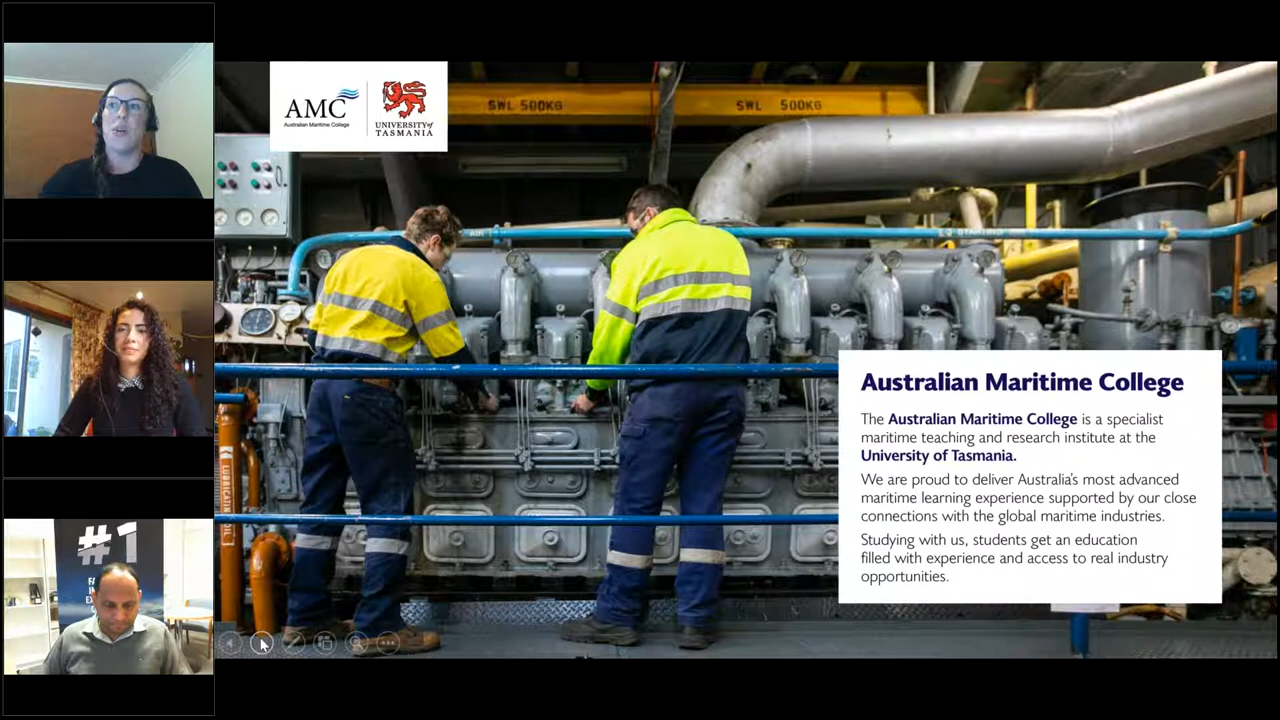 AMC
Australian Maritime College
UNIVERSITY of
TASMANIA
SWL 500KG
SWL 500KG
AIR
LUBRICATING OIL
#1
Australian Maritime College
The Australian Maritime College is a specialist
maritime teaching and research institute at the
University of Tasmania.
We are proud to deliver Australia's most advanced
maritime learning experience supported by our close
connections with the global maritime industries.
Studying with us, students get an education
filled with experience and access to real industry
opportunities.